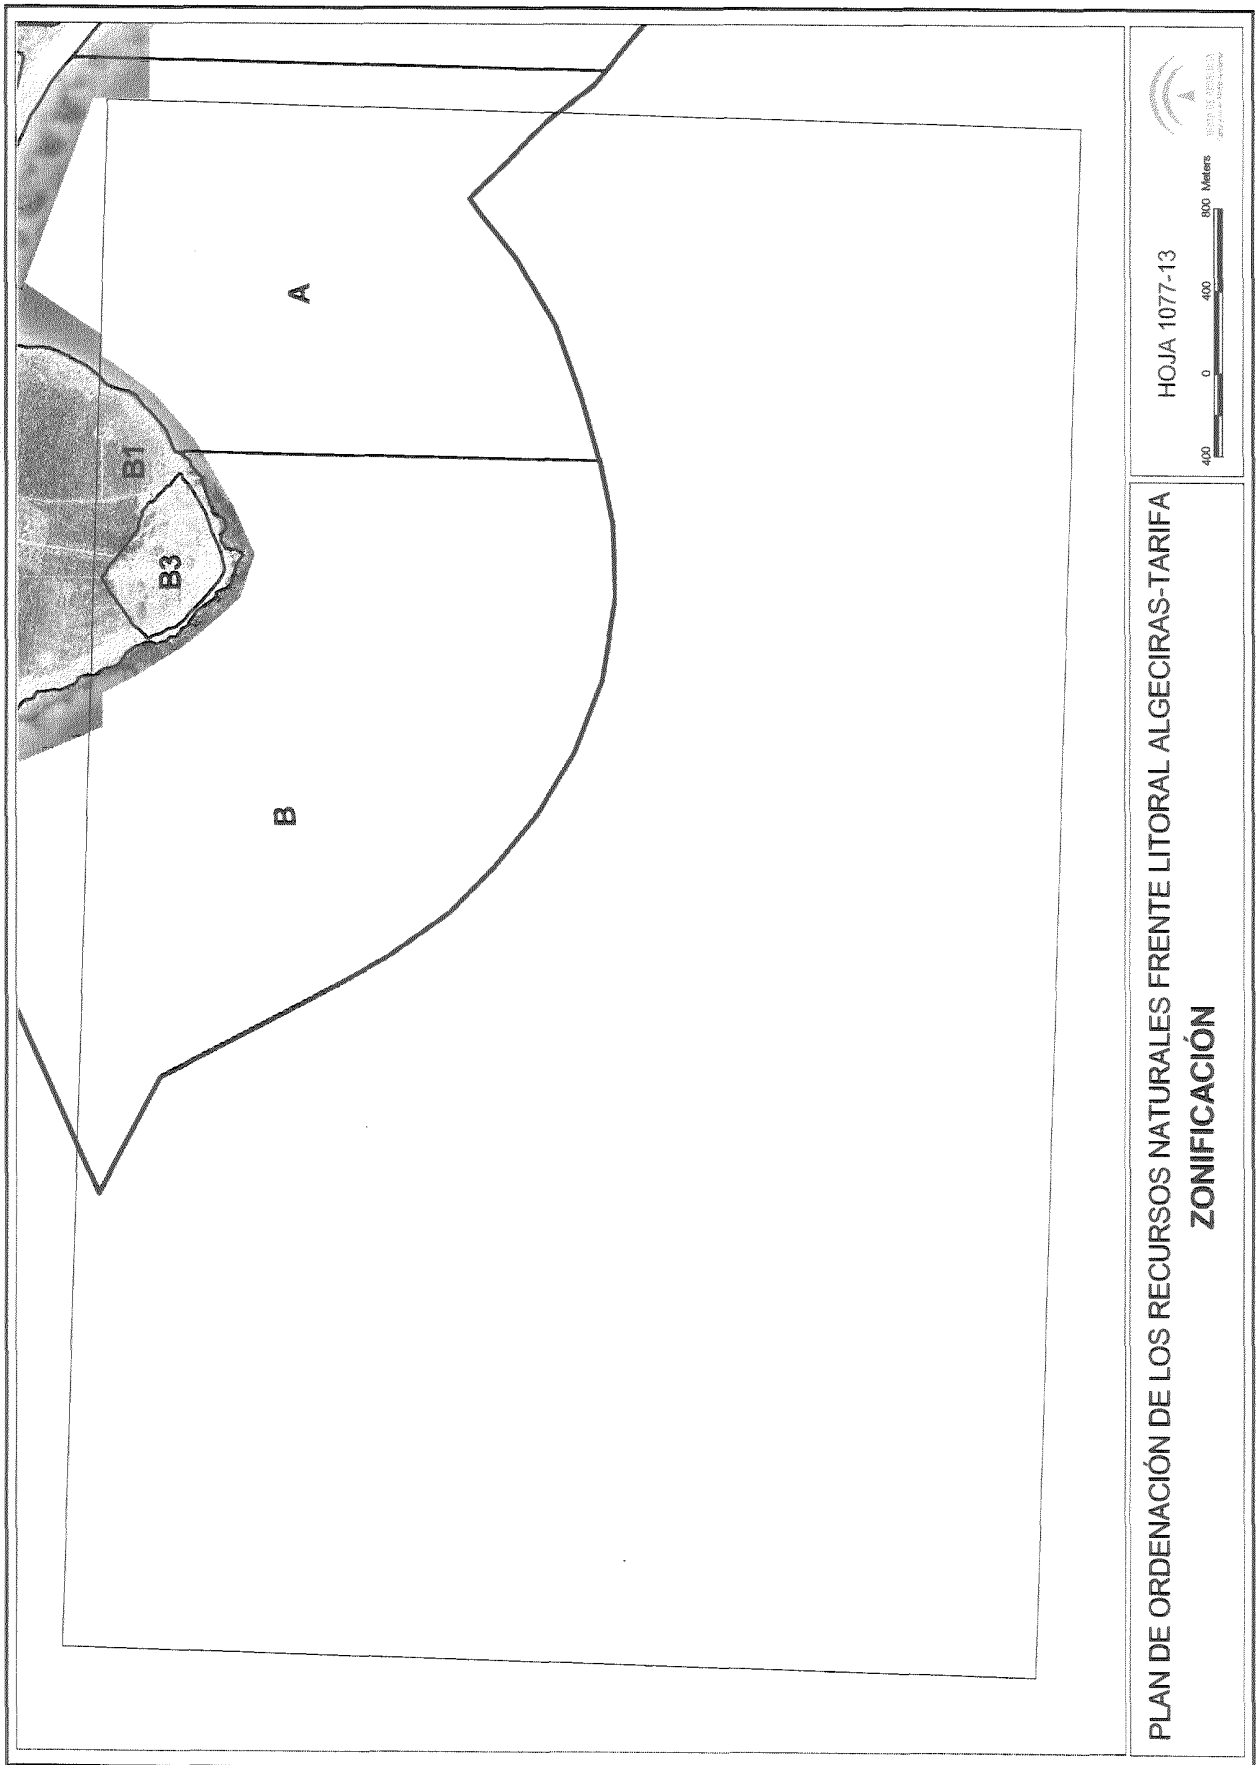 A
B1
B3
B
PLAN DE ORDENACIÓN DE LOS RECURSOS NATURALES FRENTE LITORAL ALGECIRAS-TARIFA
ZONIFICACIÓN
HOJA 1077-13
400 0 400 800 Meters